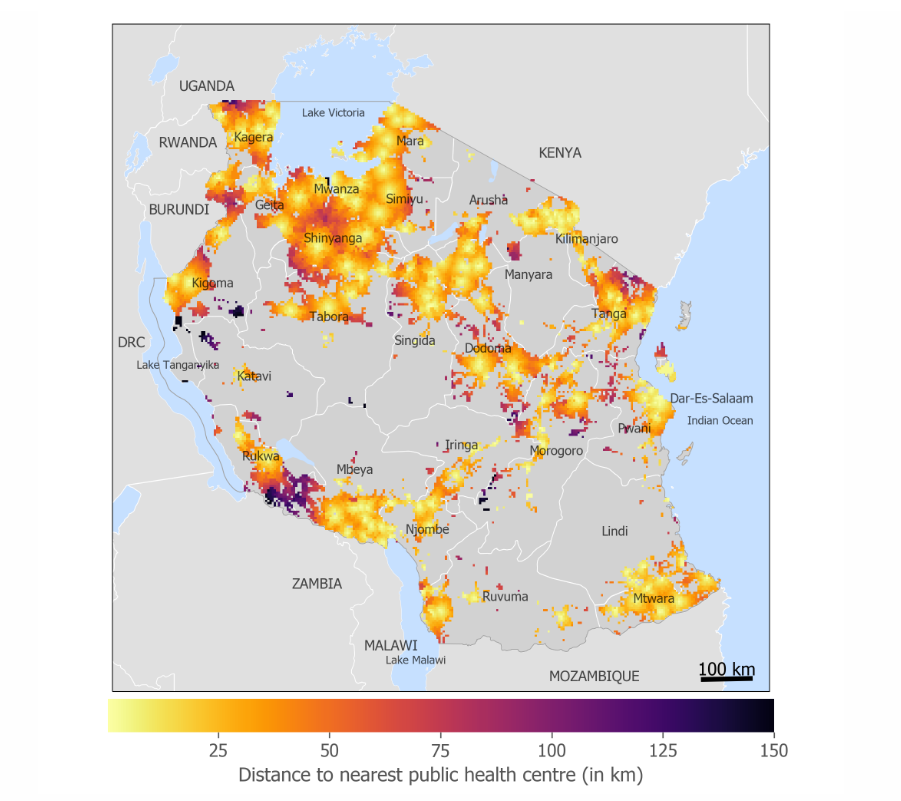 UGANDA
Lake Victoria
Kagera
RWANDA
Mara
KENYA
Mwanza
Simiyu
Arusha
Geita
BURUNDI
Shinyanga
Kilimanjaro
Manyara
Kigoma
Tabora
Tanga
Singida
DRC
Dodoma
Lake Tanganyika
Katavi
Dar-Es-Salaam
Indian Ocean
Pwani
Iringa
Morogoro
Rukwa
Mbeya
Njombe
Lindi
ZAMBIA
Ruvuma
Mtwara
MALAWI
Lake Malawi
MOZAMBIQUE
100 km
25 50 75 100 125 150
Distance to nearest public health centre (in km)